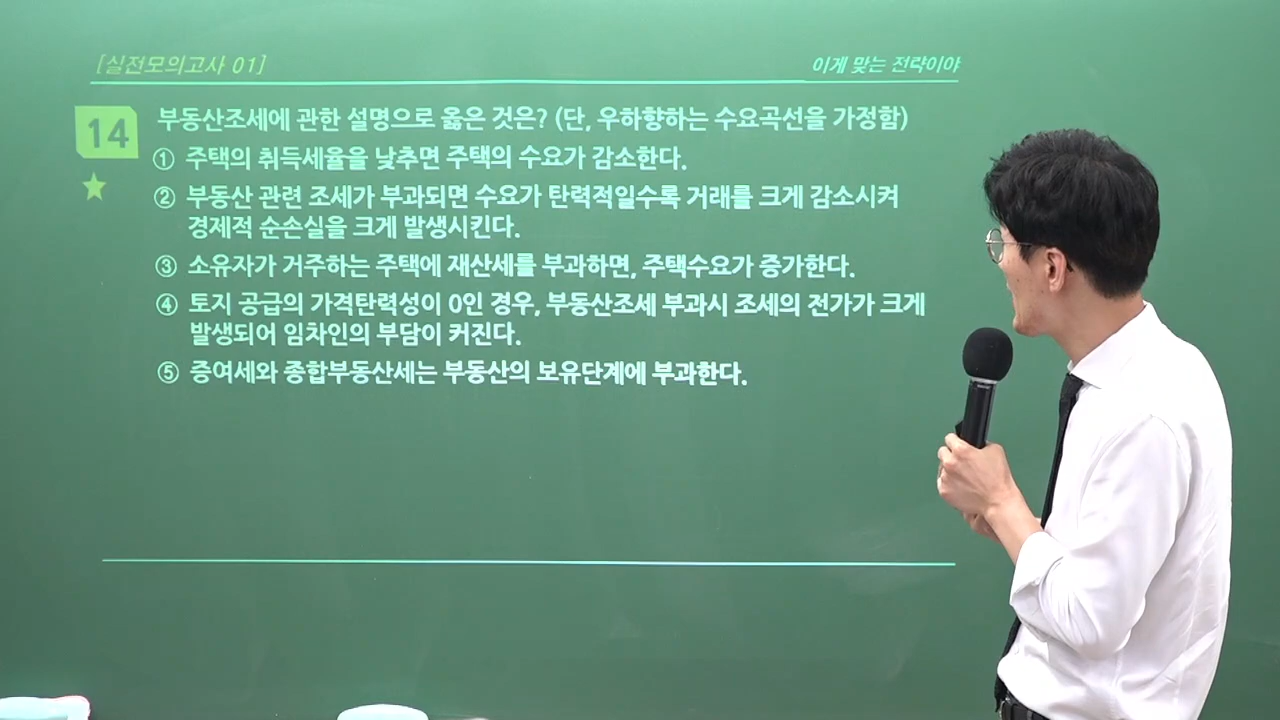 [실전모의고사 01]
이게 맞는 전략이야
14
부동산조세에 관한 설명으로 옳은 것은? (단, 우하향하는 수요곡선을 가정함)
① 주택의 취득세율을 낮추면 주택의 수요가 감소한다.
② 부동산 관련 조세가 부과되면 수요가 탄력적일수록 거래를 크게 감소시켜
경제적 순손실을 크게 발생시킨다.
③ 소유자가 거주하는 주택에 재산세를 부과하면, 주택수요가 증가한다.
④ 토지 공급의 가격탄력성이 0인 경우, 부동산조세 부과시 조세의 전가가 크게
발생되어 임차인의 부담이 커진다.
⑤ 증여세와 종합부동산세는 부동산의 보유단계에 부과한다.